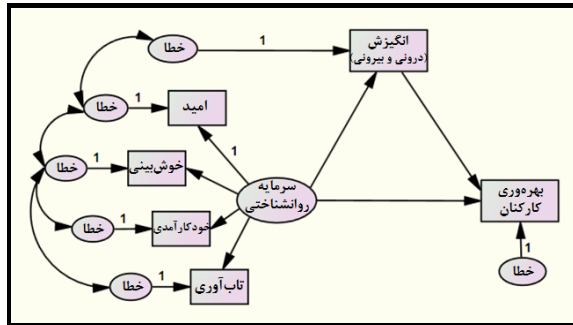 خطا
1
انگیزش
(درونی و بیرونی)
خطا
1
امید
1
خطا
1
خوش‌بینی
سرمایه
روانشناختی
بهره‌وری
کارکنان
خطا
1
خودکارآمدی
1
خطا
خطا
1
تاب‌آوری